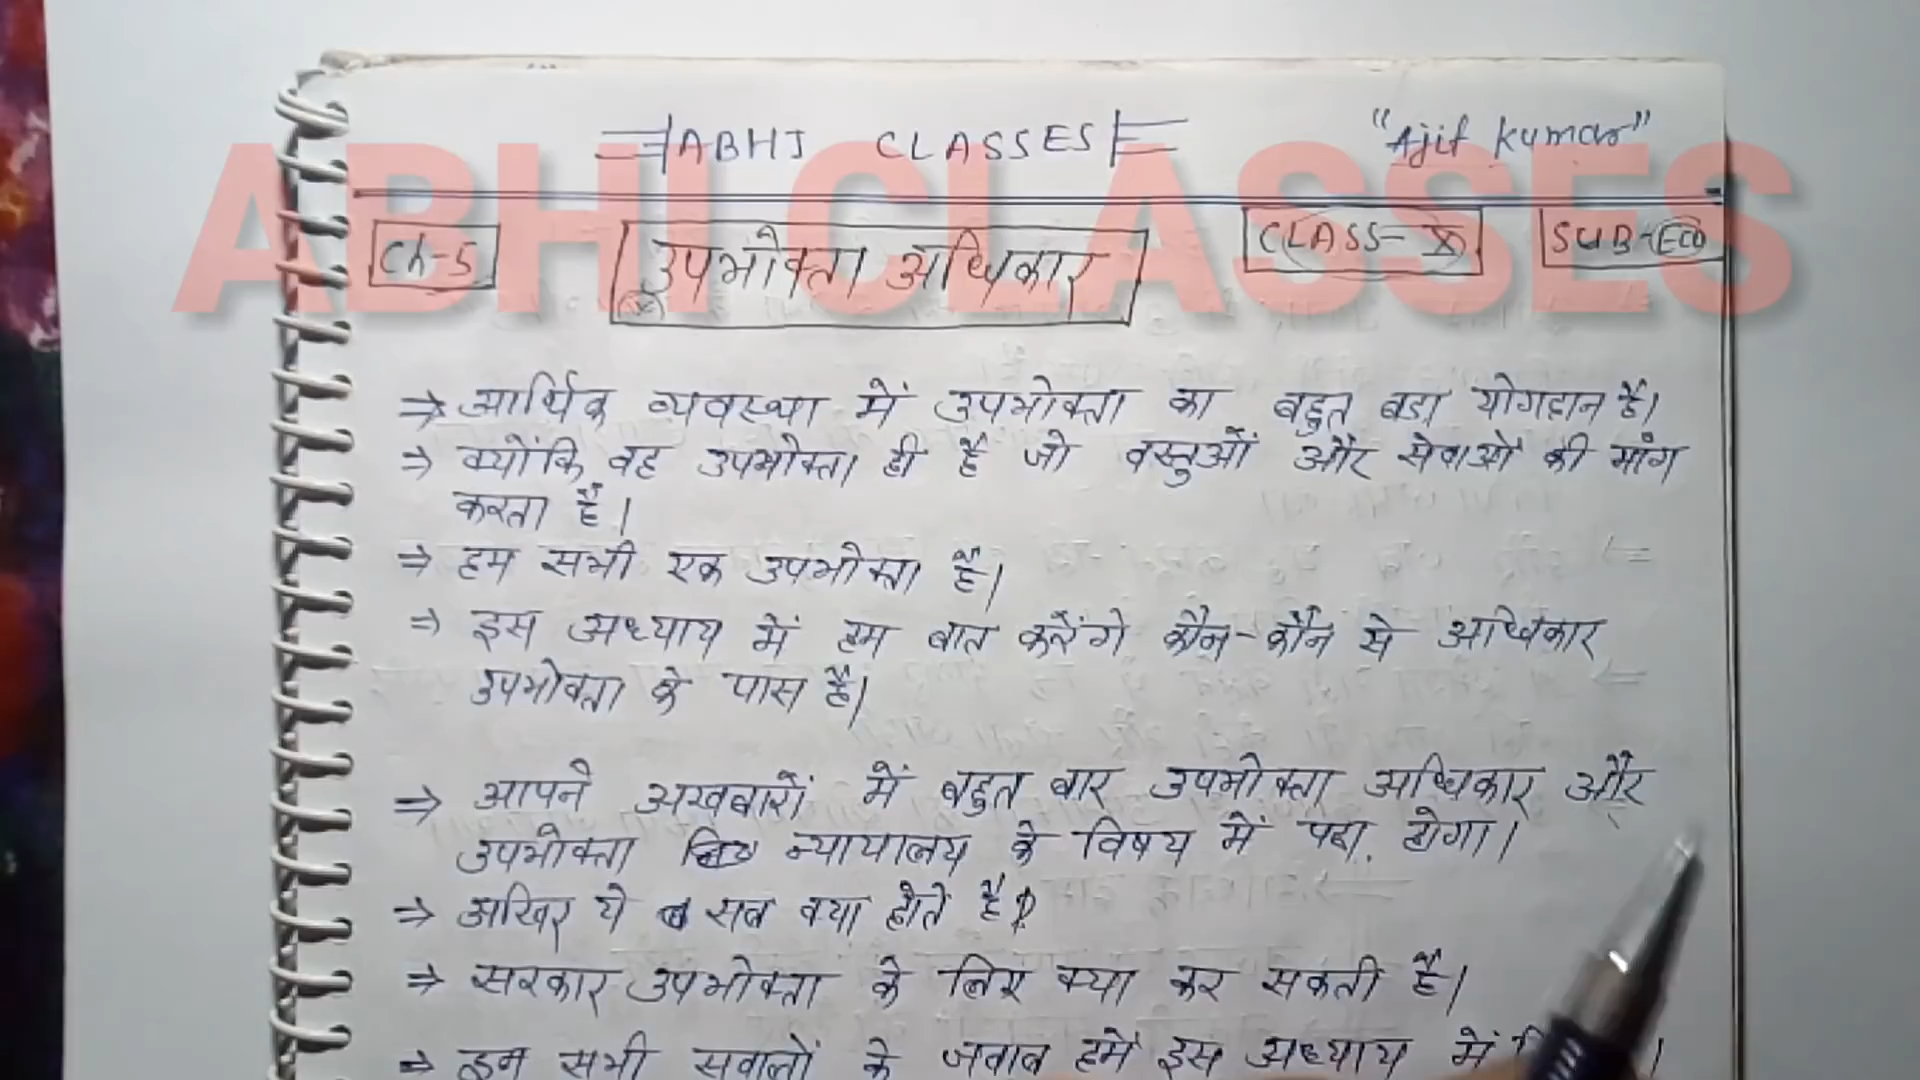 ABHI CLASSES
"Ajit Kumar"
ABHI CLASSES
Ch-5
उपभोक्ता अधिकार
CLASS-X
SUB-Eco
⇒ आर्थिक व्यवस्था में उपभोक्ता का बहुत बडा योगदान है।
⇒ क्योंकि वह उपभोक्ता ही है जो वस्तुओं और सेवाओं की मांग
करता है।
⇒ हम सभी एक उपभोक्ता है।
⇒ इस अध्याय में हम बात करेंगे कौन-कौन से अधिकार
उपभोक्ता के पास है।
⇒ आपने अखबारों में बहुत बार उपभोक्ता अधिकार और
उपभोक्ता न्यायालय के विषय में पढा होगा।
⇒ अखिर ये सब क्या होते है?
⇒ सरकार उपभोक्ता के लिए क्या कर सकती है।
⇒ इन सभी सवालों के जवाब हमें इस अध्याय में